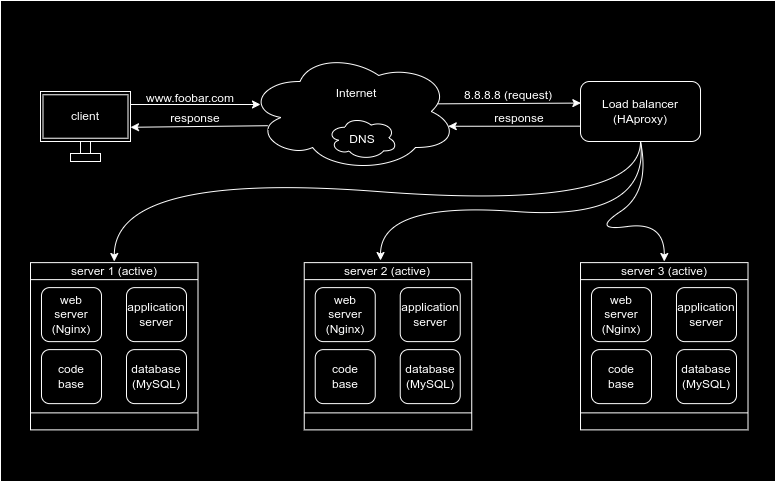 www.foobar.com
response
client
Internet
DNS
8.8.8.8 (request)
response
Load balancer
(HAproxy)
server 1 (active)
web
server
(Nginx)
application
server
code
base
database
(MySQL)
server 2 (active)
web
server
(Nginx)
application
server
code
base
database
(MySQL)
server 3 (active)
web
server
(Nginx)
application
server
code
base
database
(MySQL)